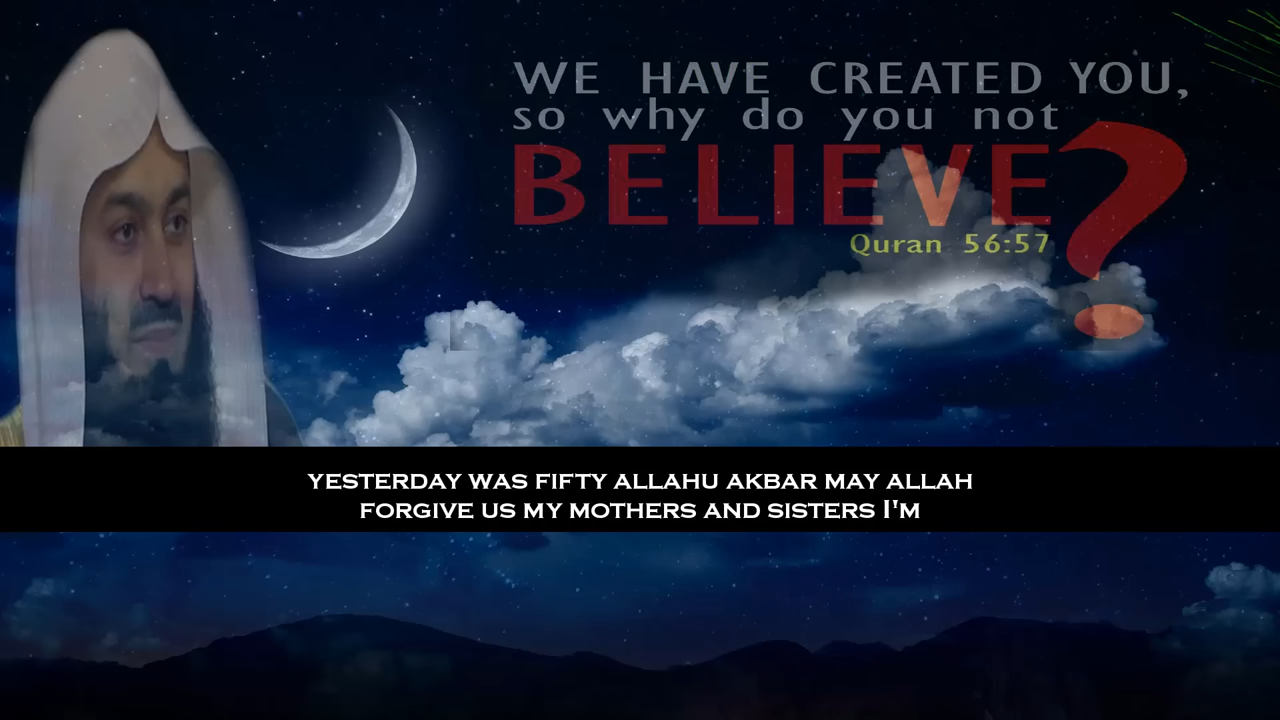 WE HAVE CREATED YOU,
so why do you not
BELIEVE?
Quran 56:57
YESTERDAY WAS FIFTY ALLAHU AKBAR MAY ALLAH
FORGIVE US MY MOTHERS AND SISTERS I'M